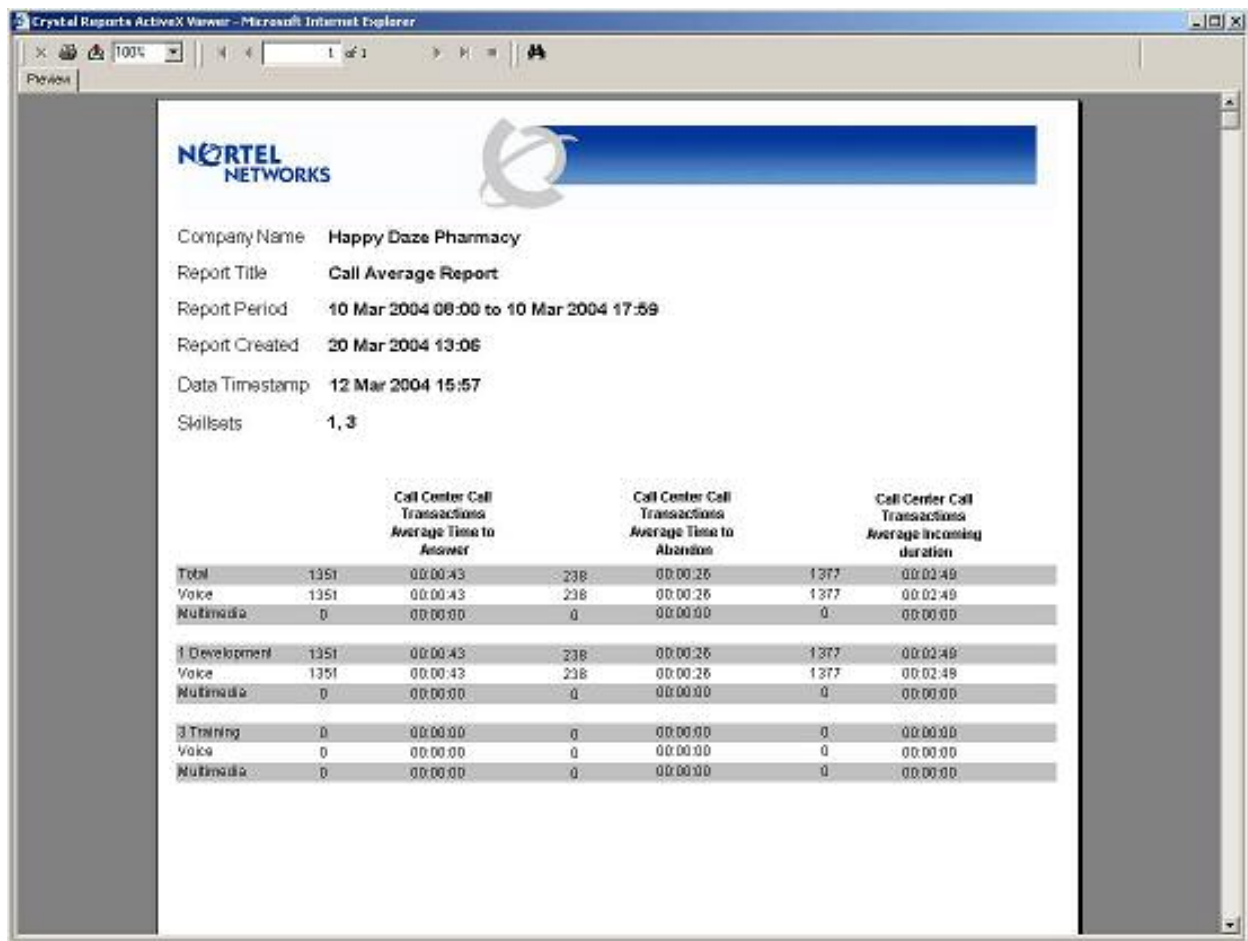 Crystal Reports ActiveX Viewer - Microsoft Internet Explorer
100% 1 of 1
Preview
NORTEL
NETWORKS
Company Name Happy Daze Pharmacy
Report Title Call Average Report
Report Period 10 Mar 2004 08:00 to 10 Mar 2004 17:59
Report Created 20 Mar 2004 13:06
Data Timestamp 12 Mar 2004 15:57
Skillsets 1, 3
Call Center Call Transactions Average Time to Answer
Call Center Call Transactions Average Time to Abandon
Call Center Call Transactions Average Incoming duration
Total 1351 00:00:43 238 00:00:26 1377 00:02:49
Voice 1351 00:00:43 238 00:00:26 1377 00:02:49
Multimedia 0 00:00:00 0 00:00:00 0 00:00:00
1 Development 1351 00:00:43 238 00:00:26 1377 00:02:49
Voice 1351 00:00:43 238 00:00:26 1377 00:02:49
Multimedia 0 00:00:00 0 00:00:00 0 00:00:00
3 Training 0 00:00:00 0 00:00:00 0 00:00:00
Voice 0 00:00:00 0 00:00:00 0 00:00:00
Multimedia 0 00:00:00 0 00:00:00 0 00:00:00